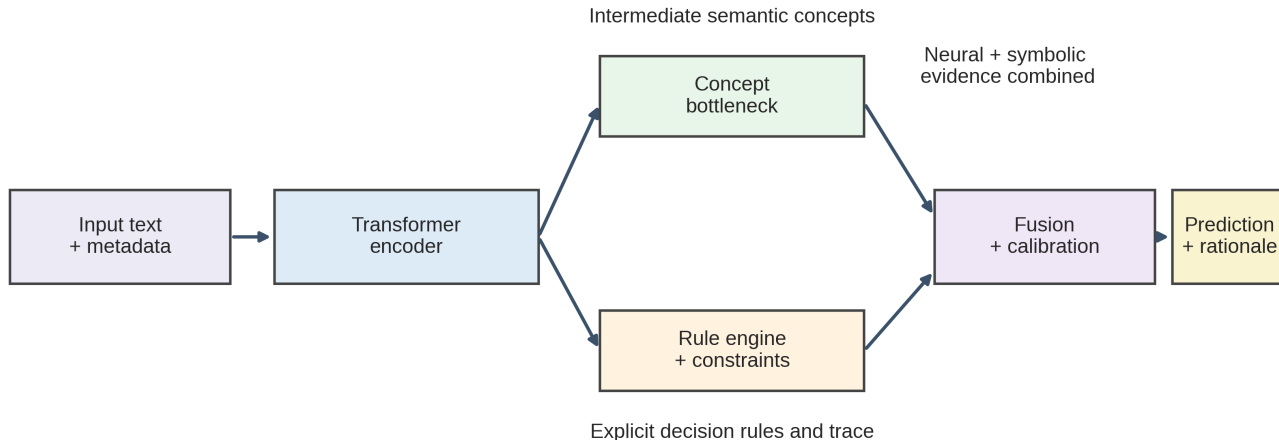 Intermediate semantic concepts
Neural + symbolic
evidence combined
Concept
bottleneck
Input text
+ metadata
Transformer
encoder
Fusion
+ calibration
Prediction
+ rationale
Rule engine
+ constraints
Explicit decision rules and trace